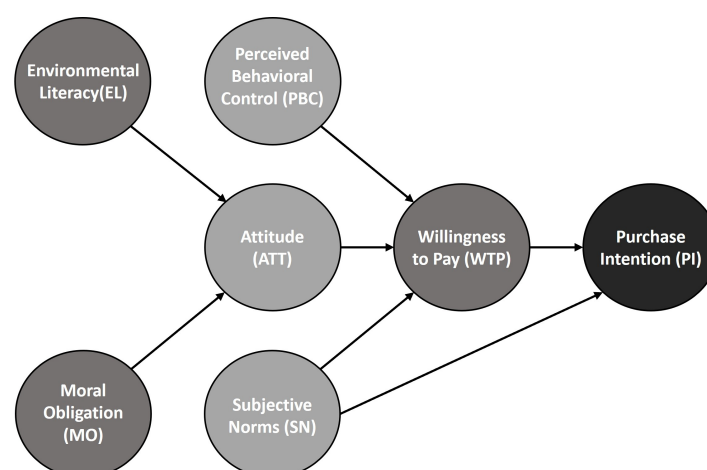 Environmental
Literacy(EL)
Perceived
Behavioral
Control (PBC)
Attitude
(ATT)
Willingness
to Pay (WTP)
Purchase
Intention (PI)
Moral
Obligation
(MO)
Subjective
Norms (SN)